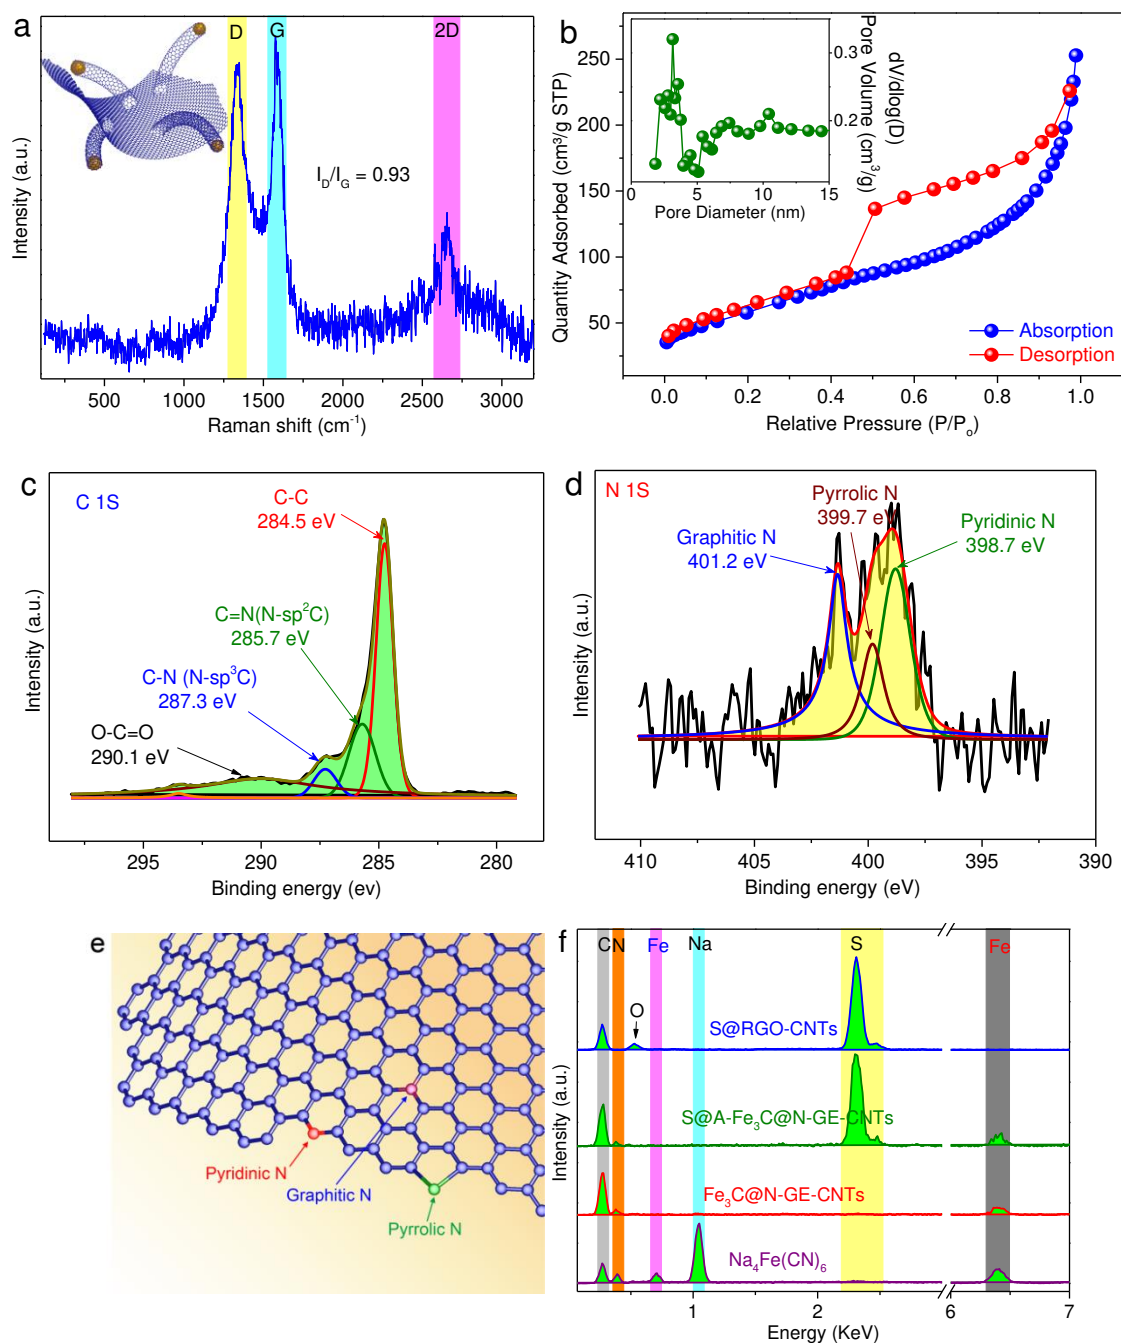 a
D
G
2D
I_D/I_G = 0.93
Intensity (a.u.)
500
1000
1500
2000
2500
3000
Raman shift (cm⁻¹)
b
250
200
150
100
50
Quantity Adsorbed (cm³/g STP)
0.33
0.22
dV/dlog(D)
Pore Volume (cm³/g)
0
5
10
15
Pore Diameter (nm)
Absorption
Desorption
0.0
0.2
0.4
0.6
0.8
1.0
Relative Pressure (P/Pₒ)
c
C 1S
C-C
284.5 eV
C=N(N-sp²C)
285.7 eV
C-N (N-sp³C)
287.3 eV
O-C=O
290.1 eV
Intensity (a.u.)
295
290
285
280
Binding energy (ev)
d
N 1S
Pyrrolic N
399.7 eV
Graphitic N
401.2 eV
Pyridinic N
398.7 eV
Intensity (a.u.)
410
405
400
395
390
Binding energy (eV)
e
Pyridinic N
Graphitic N
Pyrrolic N
f
C
N
Fe
Na
S
Fe
O
S@RGO-CNTs
S@A-Fe₃C@N-GE-CNTs
Fe₃C@N-GE-CNTs
Na₄Fe(CN)₆
Intensity (a.u.)
1
2
6
7
Energy (KeV)